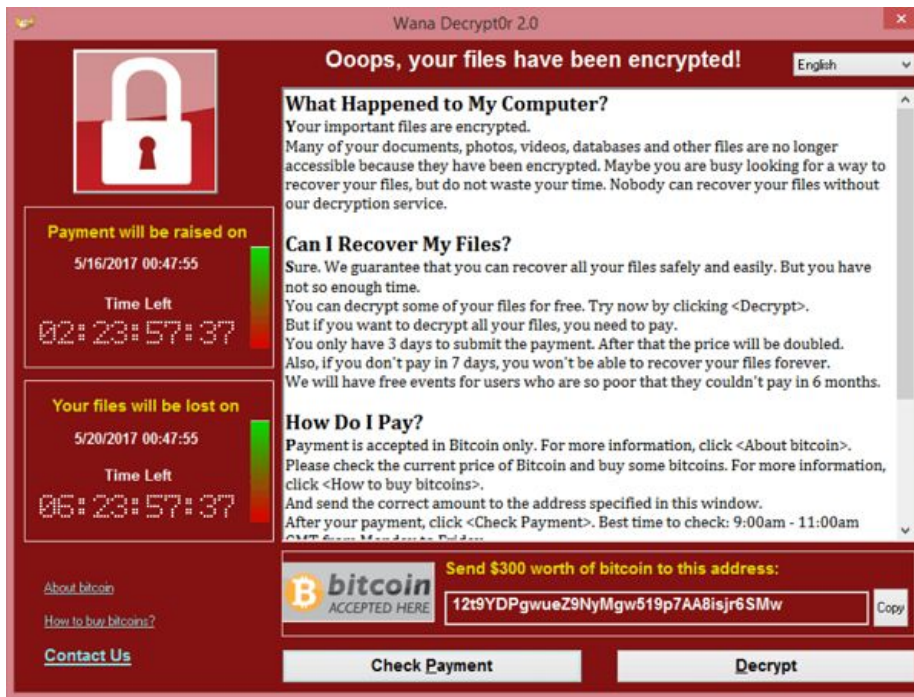 Wana Decrypt0r 2.0
Ooops, your files have been encrypted!
English
What Happened to My Computer?
Your important files are encrypted.
Many of your documents, photos, videos, databases and other files are no longer
accessible because they have been encrypted. Maybe you are busy looking for a way to
recover your files, but do not waste your time. Nobody can recover your files without
our decryption service.
Can I Recover My Files?
Sure. We guarantee that you can recover all your files safely and easily. But you have
not so enough time.
You can decrypt some of your files for free. Try now by clicking <Decrypt>.
But if you want to decrypt all your files, you need to pay.
You only have 3 days to submit the payment. After that the price will be doubled.
Also, if you don't pay in 7 days, you won't be able to recover your files forever.
We will have free events for users who are so poor that they couldn't pay in 6 months.
How Do I Pay?
Payment is accepted in Bitcoin only. For more information, click <About bitcoin>.
Please check the current price of Bitcoin and buy some bitcoins. For more information,
click <How to buy bitcoins>.
And send the correct amount to the address specified in this window.
After your payment, click <Check Payment>. Best time to check: 9:00am - 11:00am
GMT from Monday to Friday
Payment will be raised on
5/16/2017 00:47:55
Time Left
02:23:57:37
Your files will be lost on
5/20/2017 00:47:55
Time Left
06:23:57:37
About bitcoin
How to buy bitcoins?
Contact Us
bitcoin
ACCEPTED HERE
Send $300 worth of bitcoin to this address:
12t9YDPgwueZ9NyMgw519p7AA8isjr6SMw
Copy
Check Payment
Decrypt